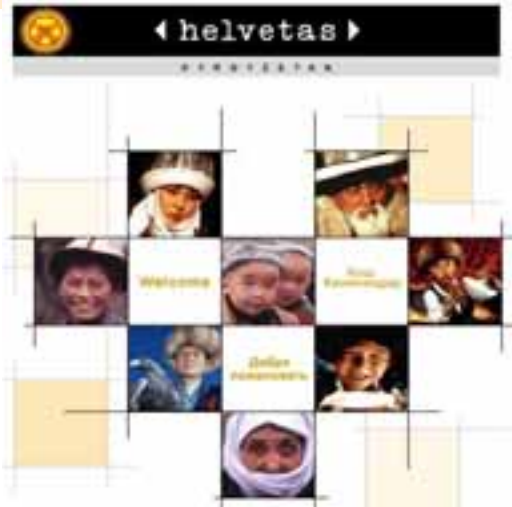 helvetas
KYRGYZSTAN
Welcome
Кош
Келиңиздер
Добро
пожаловать